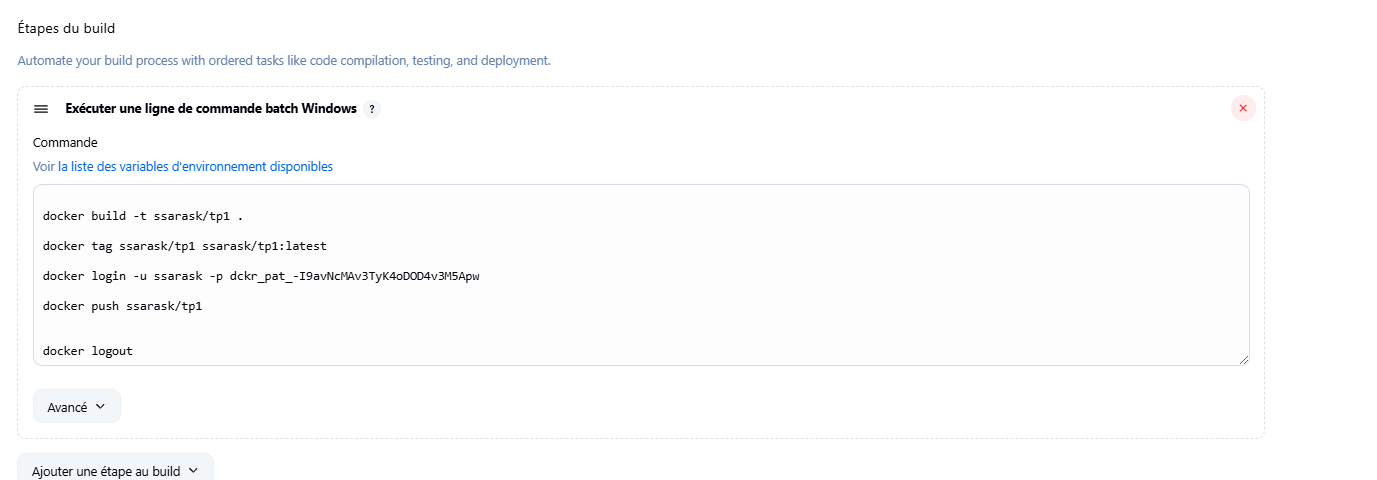 Étapes du build
Automate your build process with ordered tasks like code compilation, testing, and deployment.
Exécuter une ligne de commande batch Windows ?
Commande
Voir la liste des variables d'environnement disponibles
docker build -t ssarask/tp1 .
docker tag ssarask/tp1 ssarask/tp1:latest
docker login -u ssarask -p dckr_pat_-I9avNcMAv3TyK4oDOD4v3M5Apw
docker push ssarask/tp1
docker logout
Avancé
Ajouter une étape au build